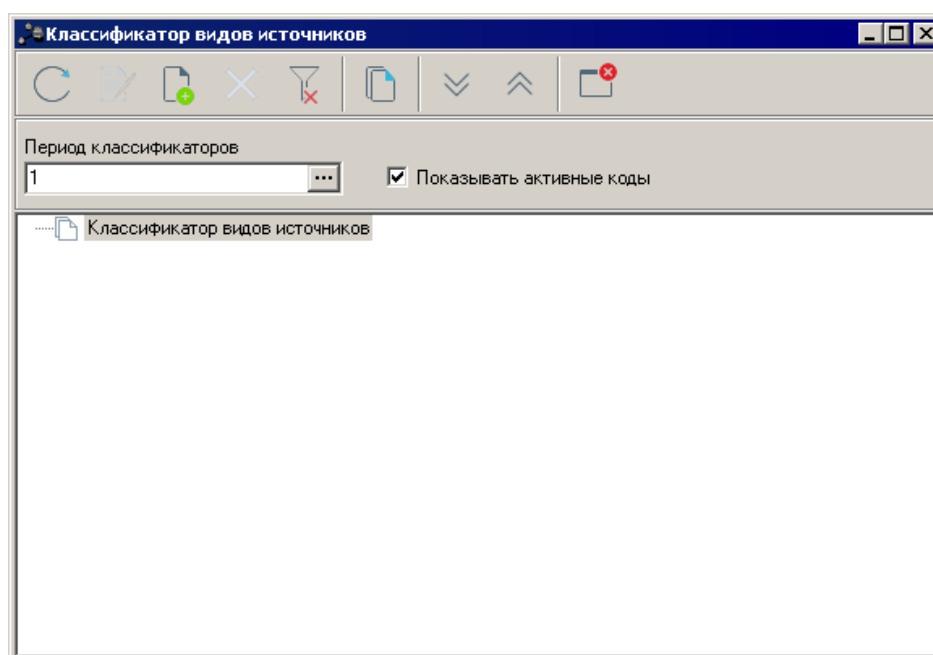 Классификатор видов источников
Период классификаторов
1
Показывать активные коды
Классификатор видов источников